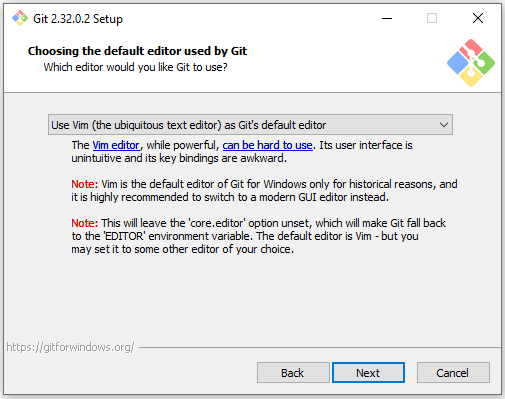 Git 2.32.0.2 Setup
Choosing the default editor used by Git
Which editor would you like Git to use?
Use Vim (the ubiquitous text editor) as Git's default editor
The Vim editor, while powerful, can be hard to use. Its user interface is
unintuitive and its key bindings are awkward.
Note: Vim is the default editor of Git for Windows only for historical reasons, and
it is highly recommended to switch to a modern GUI editor instead.
Note: This will leave the 'core.editor' option unset, which will make Git fall back
to the 'EDITOR' environment variable. The default editor is Vim - but you
may set it to some other editor of your choice.
https://gitforwindows.org/
Back
Next
Cancel